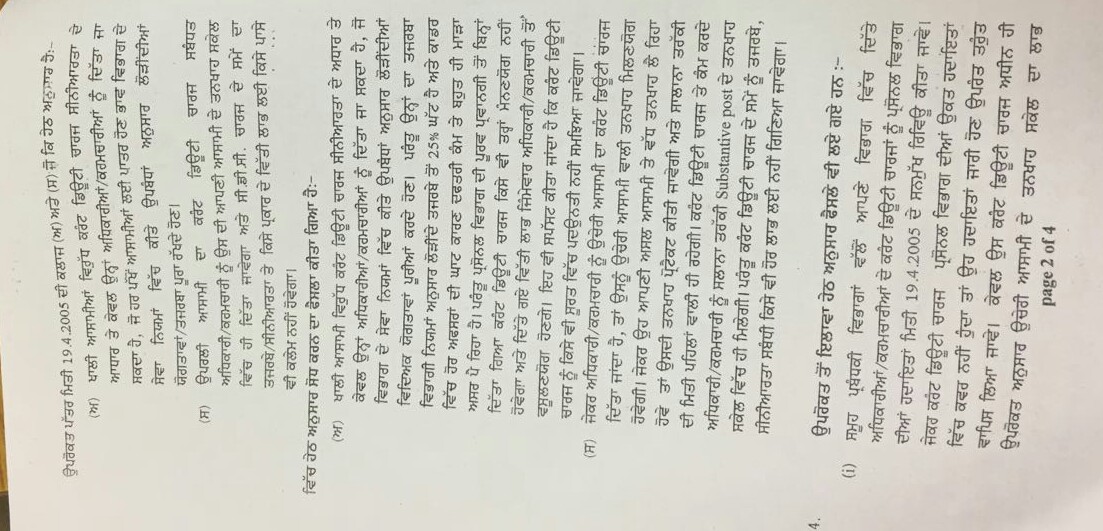 ਉਪਰੋਕਤ ਪੱਤਰ ਮਿਤੀ 19.4.2005 ਦੀ ਕਲਾਜ (ਅ) ਅਤੇ (ਸ) ਜੋ ਕਿ ਹੇਠ ਅਨੁਸਾਰ ਹੈ:-
(ਅ) ਖਾਲੀ ਆਸਾਮੀਆਂ ਵਿਰੁੱਧ ਕਰੰਟ ਡਿਊਟੀ ਚਾਰਜ ਸੀਨੀਆਰਤਾ ਦੇ
ਆਧਾਰ ਤੇ ਕੇਵਲ ਉਨ੍ਹਾਂ ਅਧਿਕਾਰੀਆਂ/ਕਰਮਚਾਰੀਆਂ ਨੂੰ ਦਿੱਤਾ ਜਾ
ਸਕਦਾ ਹੈ, ਜੋ ਹਰ ਪੱਖੋਂ ਆਸਾਮੀਆਂ ਲਈ ਪਾਤਰ ਹੋਣ ਭਾਵ ਵਿਭਾਗ ਦੇ
ਸੇਵਾ ਨਿਯਮਾਂ ਵਿੱਚ ਕੀਤੇ ਉਪਬੰਧਾਂ ਅਨੁਸਾਰ ਲੋੜੀਂਦੀਆਂ
ਯੋਗਤਾਵਾਂ/ਤਜਰਬਾ ਪੂਰਾ ਰੱਖਦੇ ਹੋਣ।
(ਸ) ਉਪਰਲੀ ਆਸਾਮੀ ਦਾ ਕਰੰਟ ਡਿਊਟੀ ਚਾਰਜ ਸਬੰਧਤ
ਅਧਿਕਾਰੀ/ਕਰਮਚਾਰੀ ਨੂੰ ਉਸ ਦੀ ਆਪਣੀ ਆਸਾਮੀ ਦੇ ਤਨਖਾਹ ਸਕੇਲ
ਵਿੱਚ ਹੀ ਦਿੱਤਾ ਜਾਵੇਗਾ ਅਤੇ ਸੀ.ਡੀ.ਸੀ. ਚਾਰਜ ਦੇ ਸਮੇਂ ਦਾ
ਤਜਰਬੇ/ਸੀਨੀਆਰਤਾ ਤੇ ਕਿਸੇ ਪ੍ਰਕਾਰ ਦੇ ਵਿੱਤੀ ਲਾਭ ਲਈ ਕਿਸੇ ਪਾਸੇ
ਵੀ ਕਲੇਮ ਨਹੀਂ ਹੋਵੇਗਾ।
ਵਿੱਚ ਹੇਠ ਅਨੁਸਾਰ ਸੋਧ ਕਰਨ ਦਾ ਫੈਸਲਾ ਕੀਤਾ ਗਿਆ ਹੈ:-
(ਅ) ਖਾਲੀ ਆਸਾਮੀ ਵਿਰੁੱਧ ਕਰੰਟ ਡਿਊਟੀ ਚਾਰਜ ਸੀਨੀਆਰਤਾ ਦੇ ਅਧਾਰ ਤੇ
ਕੇਵਲ ਉਨ੍ਹਾਂ ਅਧਿਕਾਰੀਆਂ/ਕਰਮਚਾਰੀਆਂ ਨੂੰ ਦਿੱਤਾ ਜਾ ਸਕਦਾ ਹੈ, ਜੋ
ਵਿਭਾਗ ਦੇ ਸੇਵਾ ਨਿਯਮਾਂ ਵਿੱਚ ਕੀਤੇ ਉਪਬੰਧਾਂ ਅਨੁਸਾਰ ਲੋੜੀਂਦੀਆਂ
ਵਿਦਿਅਕ ਯੋਗਤਾਵਾਂ ਪੂਰੀਆਂ ਕਰਦੇ ਹੋਣ। ਪਰੰਤੂ ਉਨ੍ਹਾਂ ਦਾ ਤਜਰਬਾ
ਵਿਭਾਗੀ ਨਿਯਮਾਂ ਅਨੁਸਾਰ ਲੋੜੀਂਦੇ ਤਜਰਬੇ ਤੋਂ 25% ਘੱਟ ਹੈ ਅਤੇ ਕਾਡਰ
ਵਿੱਚ ਹੋਰ ਅਫਸਰਾਂ ਦੀ ਘਾਟ ਕਾਰਣ ਦਫਤਰੀ ਕੰਮ ਤੇ ਬਹੁਤ ਹੀ ਮਾੜਾ
ਅਸਰ ਪੈ ਰਿਹਾ ਹੈ। ਪਰੰਤੂ ਪ੍ਰਸੋਨਲ ਵਿਭਾਗ ਦੀ ਪੂਰਵ ਪ੍ਰਵਾਨਗੀ ਤੋਂ ਬਿਨ੍ਹਾਂ
ਦਿੱਤਾ ਗਿਆ ਕਰੰਟ ਡਿਊਟੀ ਚਾਰਜ ਕਿਸੇ ਵੀ ਤਰ੍ਹਾਂ ਮੰਨਣਯੋਗ ਨਹੀਂ
ਹੋਵੇਗਾ ਅਤੇ ਦਿੱਤੇ ਗਏ ਵਿੱਤੀ ਲਾਭ ਜਿੰਮੇਵਾਰ ਅਧਿਕਾਰੀ/ਕਰਮਚਾਰੀ ਤੋਂ
ਵਸੂਲਣਯੋਗ ਹੋਣਗੇ। ਇਹ ਵੀ ਸਪੱਸਟ ਕੀਤਾ ਜਾਂਦਾ ਹੈ ਕਿ ਕਰੰਟ ਡਿਊਟੀ
ਚਾਰਜ ਨੂੰ ਕਿਸੇ ਵੀ ਸੂਰਤ ਵਿੱਚ ਪਦਉਨਤੀ ਨਹੀਂ ਸਮਝਿਆ ਜਾਵੇਗਾ।
(ਸ) ਜੇਕਰ ਅਧਿਕਾਰੀ/ਕਰਮਚਾਰੀ ਨੂੰ ਉਚੇਰੀ ਆਸਾਮੀ ਦਾ ਕਰੰਟ ਡਿਊਟੀ ਚਾਰਜ
ਦਿੱਤਾ ਜਾਂਦਾ ਹੈ, ਤਾਂ ਉਸਨੂੰ ਉਚੇਰੀ ਆਸਾਮੀ ਵਾਲੀ ਤਨਖਾਹ ਮਿਲਣਯੋਗ
ਹੋਵੇਗੀ। ਜੇਕਰ ਉਹ ਆਪਣੀ ਅਸਲ ਆਸਾਮੀ ਤੇ ਵੱਧ ਤਨਖਾਹ ਲੈ ਰਿਹਾ
ਹੋਵੇ ਤਾਂ ਉਸਦੀ ਤਨਖਾਹ ਪ੍ਰੋਟੈਕਟ ਕੀਤੀ ਜਾਵੇਗੀ ਅਤੇ ਸਾਲਾਨਾ ਤਰੱਕੀ
ਦੀ ਮਿਤੀ ਪਹਿਲਾਂ ਵਾਲੀ ਹੀ ਰਹੇਗੀ। ਕਰੰਟ ਡਿਊਟੀ ਚਾਰਜ ਤੇ ਕੰਮ ਕਰਦੇ
ਅਧਿਕਾਰੀ/ਕਰਮਚਾਰੀ ਨੂੰ ਸਲਾਨਾ ਤਰੱਕੀ Substantive post ਦੇ ਤਨਖਾਹ
ਸਕੇਲ ਵਿੱਚ ਹੀ ਮਿਲੇਗੀ। ਪਰੰਤੂ ਕਰੰਟ ਡਿਊਟੀ ਚਾਰਜ ਦੇ ਸਮੇਂ ਨੂੰ ਤਜਰਬੇ,
ਸੀਨੀਆਰਤਾ ਸਬੰਧੀ ਕਿਸੇ ਵੀ ਹੋਰ ਲਾਭ ਲਈ ਨਹੀਂ ਗਿਣਿਆ ਜਾਵੇਗਾ।
4. ਉਪਰੋਕਤ ਤੋਂ ਇਲਾਵਾ ਹੇਠ ਅਨੁਸਾਰ ਫੈਸਲੇ ਵੀ ਲਏ ਗਏ ਹਨ :-
(i) ਸਮੂਹ ਪ੍ਰਬੰਧਕੀ ਵਿਭਾਗਾਂ ਵੱਲੋਂ ਆਪਣੇ ਵਿਭਾਗ ਵਿੱਚ ਦਿੱਤੇ
ਅਧਿਕਾਰੀਆਂ/ਕਰਮਚਾਰੀਆਂ ਦੇ ਕਰੰਟ ਡਿਊਟੀ ਚਾਰਜਾਂ ਨੂੰ ਪ੍ਰਸੋਨਲ ਵਿਭਾਗ
ਦੀਆਂ ਹਦਾਇਤਾਂ ਮਿਤੀ 19.4.2005 ਦੇ ਸਨਮੁੱਖ ਰਿਵਿਊ ਕੀਤਾ ਜਾਵੇ।
ਜੇਕਰ ਕਰੰਟ ਡਿਊਟੀ ਚਾਰਜ ਪ੍ਰਸੋਨਲ ਵਿਭਾਗ ਦੀਆਂ ਉਕਤ ਹਦਾਇਤਾਂ
ਵਿੱਚ ਕਵਰ ਨਹੀਂ ਹੁੰਦਾ ਤਾਂ ਉਹ ਹਦਾਇਤਾਂ ਜਾਰੀ ਹੋਣ ਉਪਰੰਤ ਤਰੁੰਤ
ਵਾਪਿਸ ਲਿਆ ਜਾਵੇ। ਕੇਵਲ ਉਸ ਕਰੰਟ ਡਿਊਟੀ ਚਾਰਜ ਅਧੀਨ ਹੀ
ਉਪਰੋਕਤ ਅਨੁਸਾਰ ਉਚੇਰੀ ਆਸਾਮੀ ਦੇ ਤਨਖਾਹ ਸਕੇਲ ਦਾ ਲਾਭ
page 2 of 4